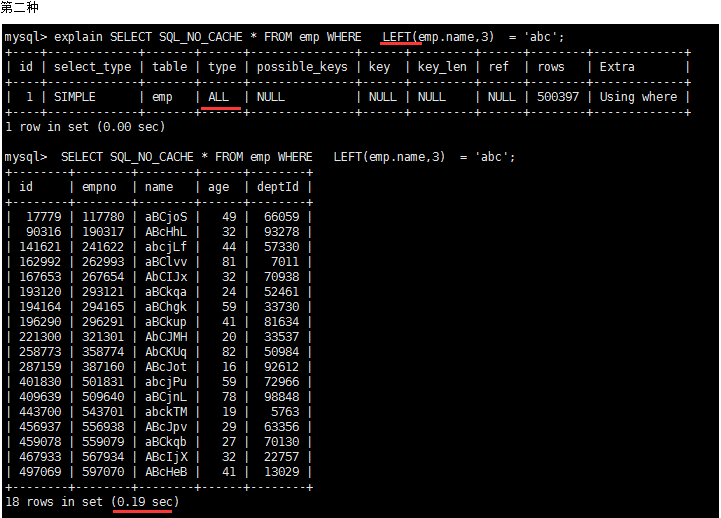 第二种
mysql> explain SELECT SQL_NO_CACHE * FROM emp WHERE   LEFT(emp.name,3)  = 'abc';
+----+-------------+-------+------+---------------+------+---------+------+--------+-------------+
| id | select_type | table | type | possible_keys | key  | key_len | ref  | rows   | Extra       |
+----+-------------+-------+------+---------------+------+---------+------+--------+-------------+
|  1 | SIMPLE      | emp   | ALL  | NULL          | NULL | NULL    | NULL | 500397 | Using where |
+----+-------------+-------+------+---------------+------+---------+------+--------+-------------+
1 row in set (0.00 sec)
mysql>  SELECT SQL_NO_CACHE * FROM emp WHERE   LEFT(emp.name,3)  = 'abc';
+--------+--------+--------+------+--------+
| id     | empno  | name   | age  | deptId |
+--------+--------+--------+------+--------+
|  17779 | 117780 | aBCjoS |   49 |  66059 |
|  90316 | 190317 | ABcHhL |   32 |  93278 |
| 141621 | 241622 | abcjLf |   44 |  57330 |
| 162992 | 262993 | aBClvv |   81 |   7011 |
| 167653 | 267654 | AbCIJx |   32 |  70938 |
| 193120 | 293121 | aBCkqa |   24 |  52461 |
| 194164 | 294165 | aBChgk |   59 |  33730 |
| 196290 | 296291 | aBCkup |   41 |  81634 |
| 221300 | 321301 | AbCJMH |   20 |  33537 |
| 258773 | 358774 | AbCKUq |   82 |  50984 |
| 287159 | 387160 | ABcJot |   16 |  92612 |
| 401830 | 501831 | abcjPu |   59 |  72966 |
| 409639 | 509640 | aBCjnL |   78 |  98848 |
| 443700 | 543701 | abckTM |   19 |   5763 |
| 456937 | 556938 | ABcJpv |   29 |  63356 |
| 459078 | 559079 | aBCkqb |   27 |  70130 |
| 467933 | 567934 | ABcIjX |   32 |  22757 |
| 497069 | 597070 | ABcHeB |   41 |  13029 |
+--------+--------+--------+------+--------+
18 rows in set (0.19 sec)